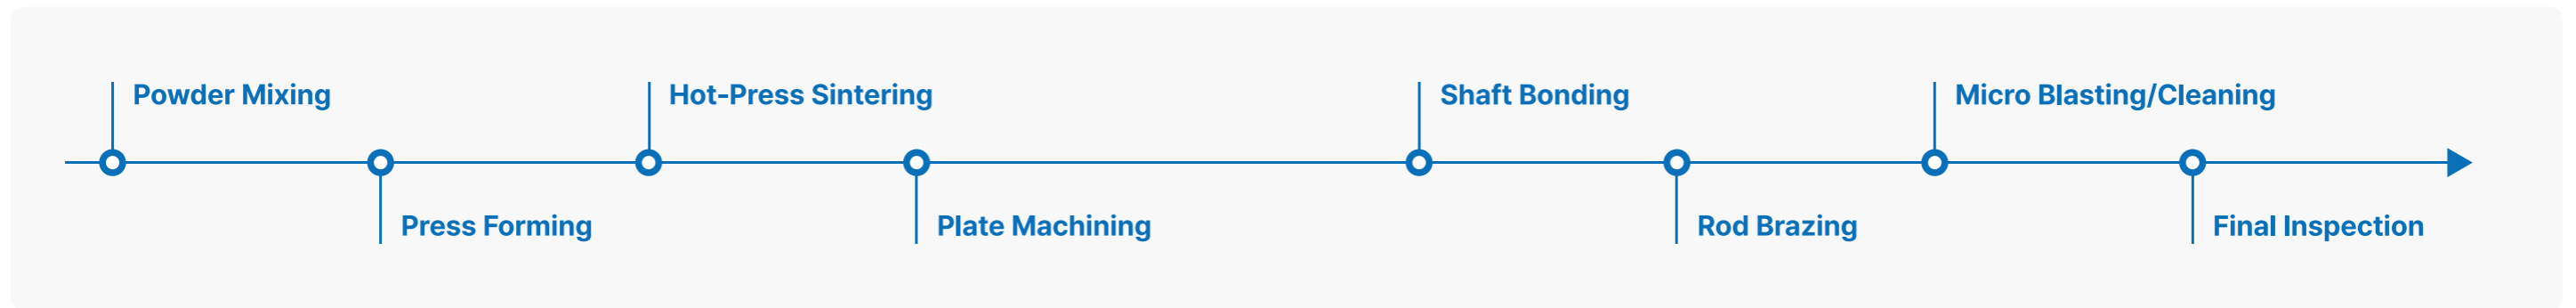 Powder Mixing
Press Forming
Hot-Press Sintering
Plate Machining
Shaft Bonding
Rod Brazing
Micro Blasting/Cleaning
Final Inspection